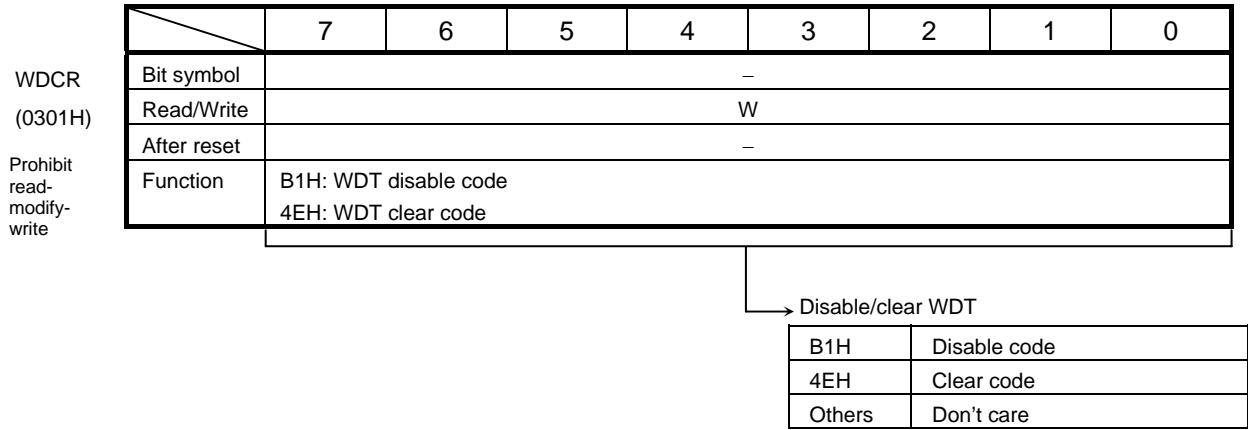 7 6 5 4 3 2 1 0
WDCR
(0301H)
Prohibit
read-
modify-
write
Bit symbol –
Read/Write W
After reset –
Function B1H: WDT disable code
4EH: WDT clear code
Disable/clear WDT
B1H Disable code
4EH Clear code
Others Don’t care